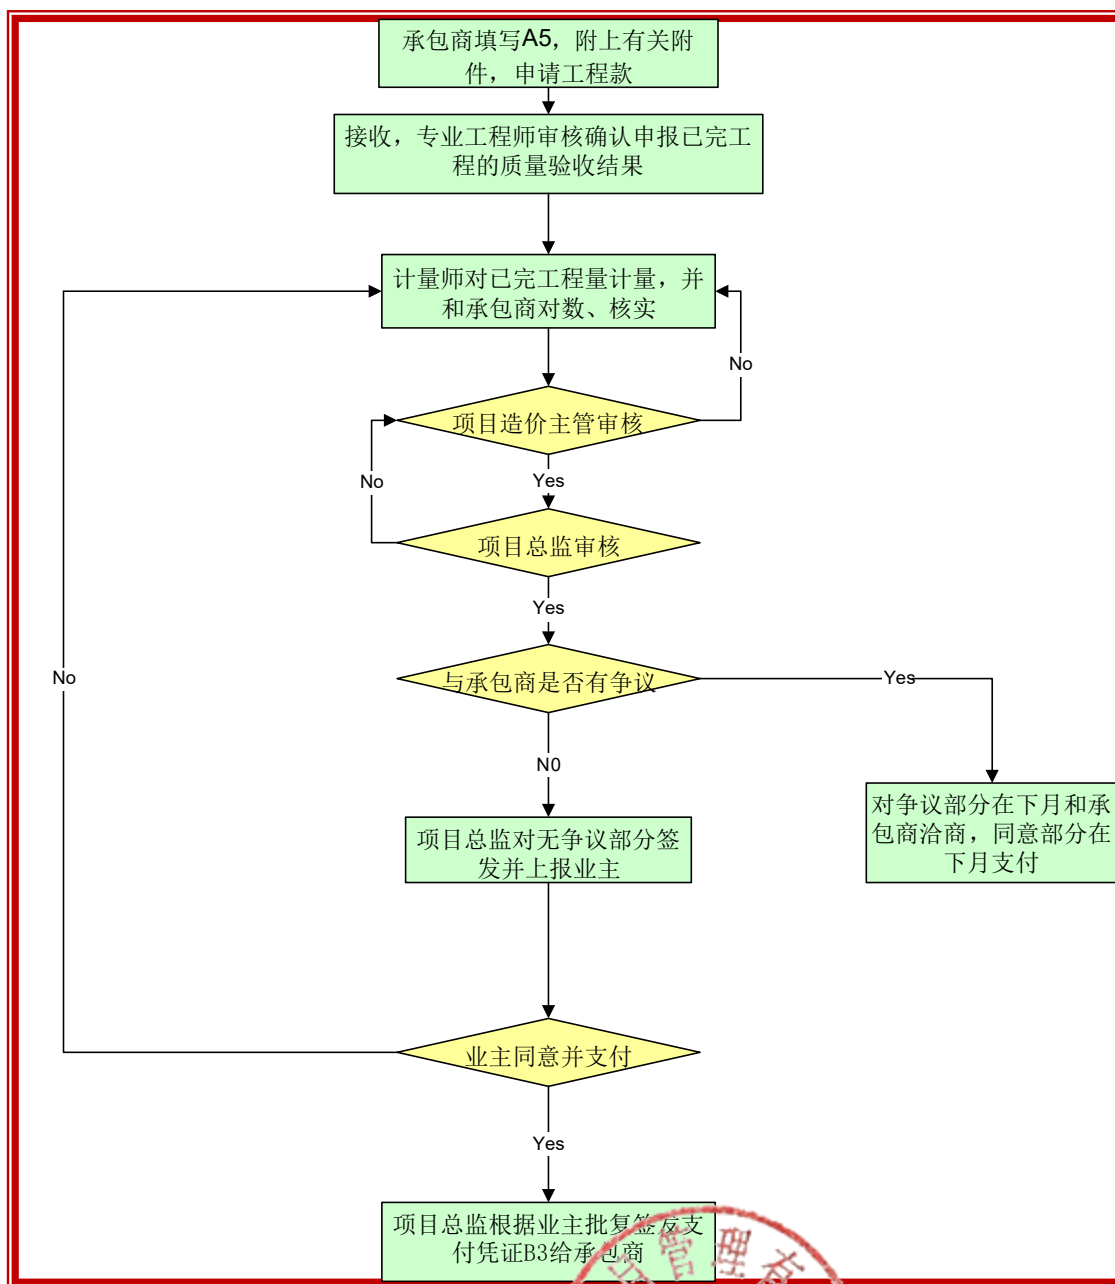 承包商填写A5，附上有关附
件，申请工程款
接收，专业工程师审核确认申报已完工
程的质量验收结果
计量师对已完工程量计量，并
和承包商对数、核实
No
项目造价主管审核
No
Yes
项目总监审核
Yes
No
与承包商是否有争议
Yes
N0
对争议部分在下月和承
包商洽商，同意部分在
下月支付
项目总监对无争议部分签
发并上报业主
业主同意并支付
Yes
项目总监根据业主批复签发支
付凭证B3给承包商
管理有